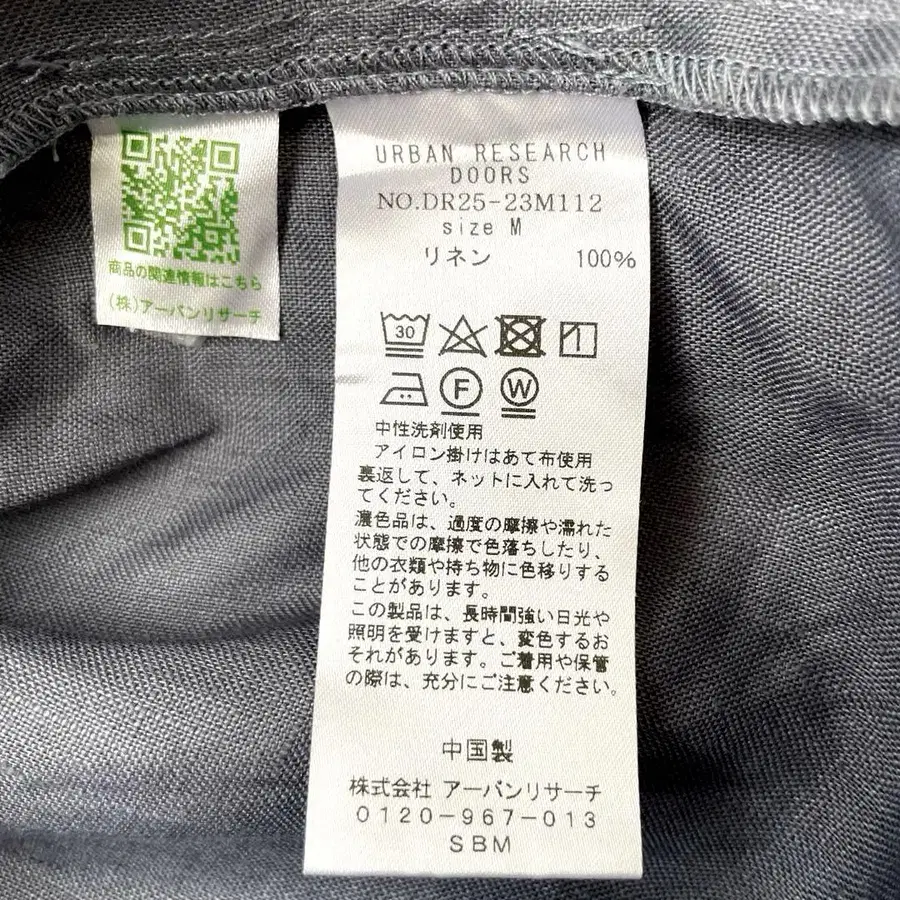 商品の関連情報はこちら
(株)アーバンリサーチ
URBAN RESEARCH
DOORS
NO.DR25-23M112
size M
リネン 100%
30
F W
中性洗剤使用
アイロン掛けはあて布使用
裏返して、ネットに入れて洗っ
てください。
濃色品は、過度の摩擦や濡れた
状態での摩擦で色落ちしたり、
他の衣類や持ち物に色移りする
ことがあります。
この製品は、長時間強い日光や
照明を受けますと、変色するお
それがあります。ご着用や保管
の際は、充分にご注意ください。
中国製
株式会社 アーバンリサーチ
0120-967-013
SBM